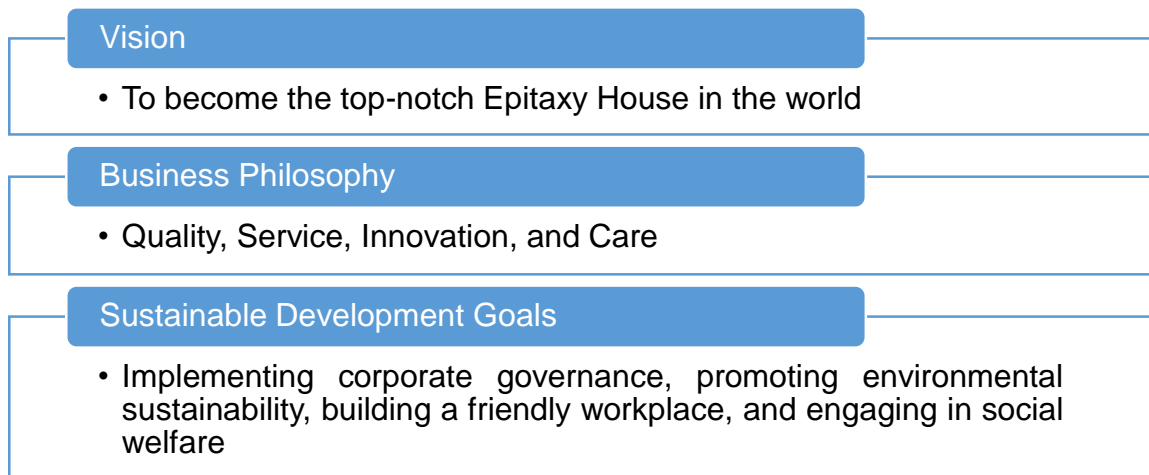 Vision
• To become the top-notch Epitaxy House in the world
Business Philosophy
• Quality, Service, Innovation, and Care
Sustainable Development Goals
• Implementing corporate governance, promoting environmental
sustainability, building a friendly workplace, and engaging in social
welfare